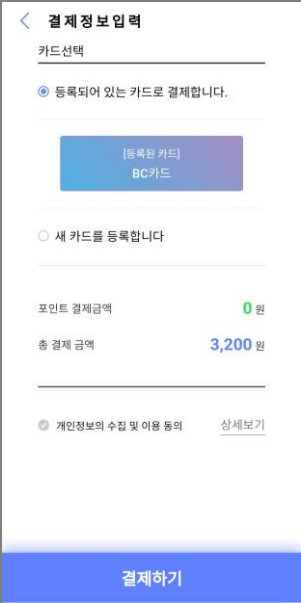 결제정보입력
카드선택
등록되어 있는 카드로 결제합니다.
[등록된 카드]
BC카드
새 카드를 등록합니다
포인트 결제금액 0 원
총 결제 금액 3,200 원
개인정보의 수집 및 이용 동의 상세보기
결제하기